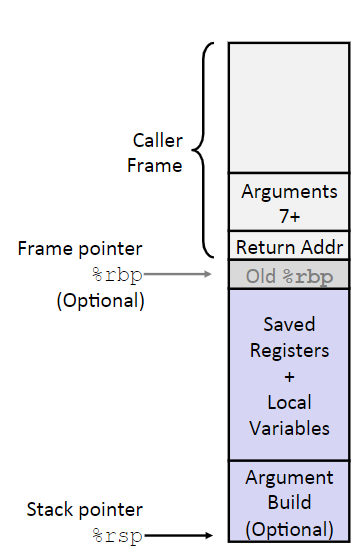 Caller
Frame
Arguments
7+
Return Addr
Frame pointer
%rbp
(Optional)
Old %rbp
Saved
Registers
+
Local
Variables
Argument
Build
(Optional)
Stack pointer
%rsp